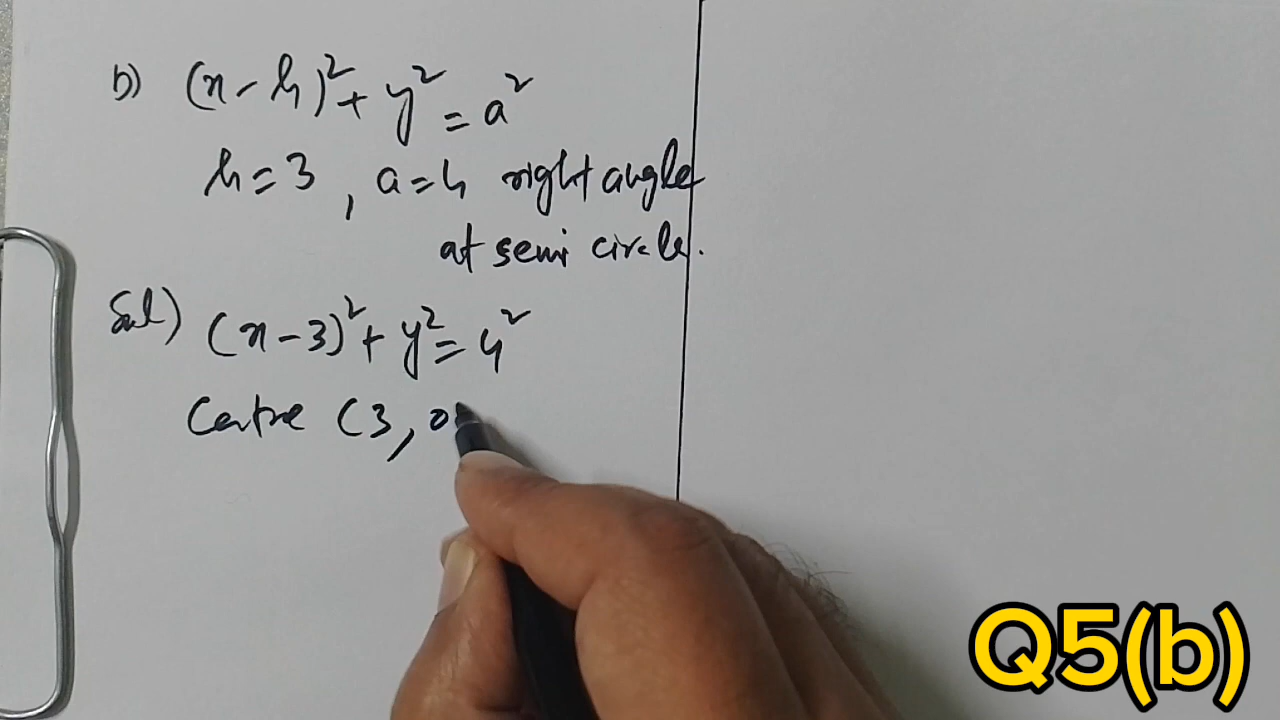 b) (x-h)²+ y² = a²
h=3, a=4 right angle
at semi circle.
Sol) (x-3)²+ y² = 4²
Centre (3, 0
Q5(b)